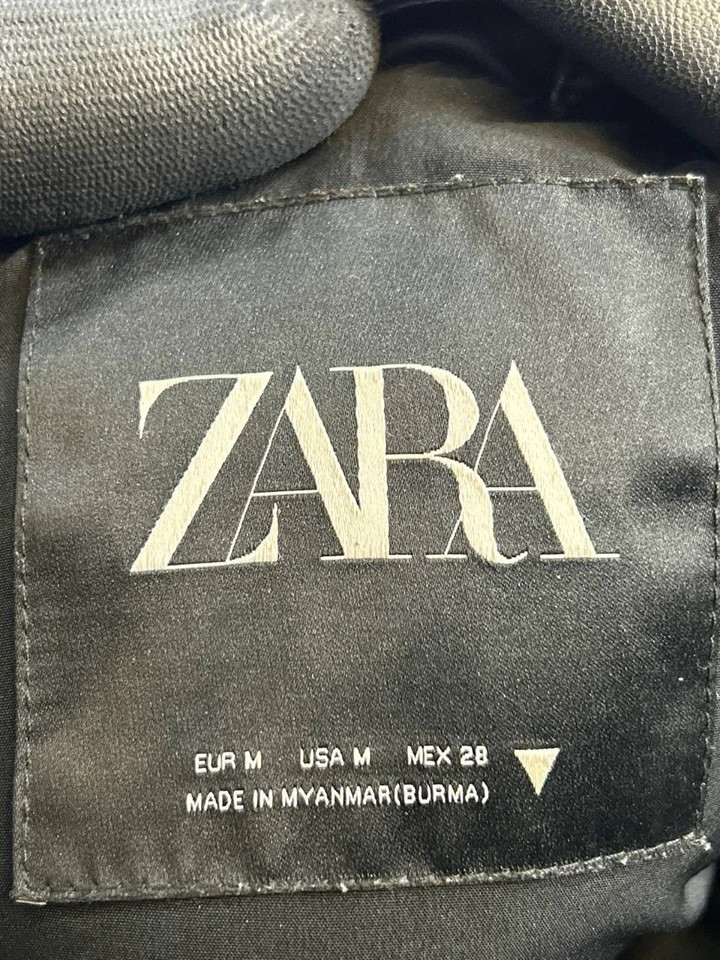 ZARA
EUR M USA M MEX 28
MADE IN MYANMAR(BURMA)